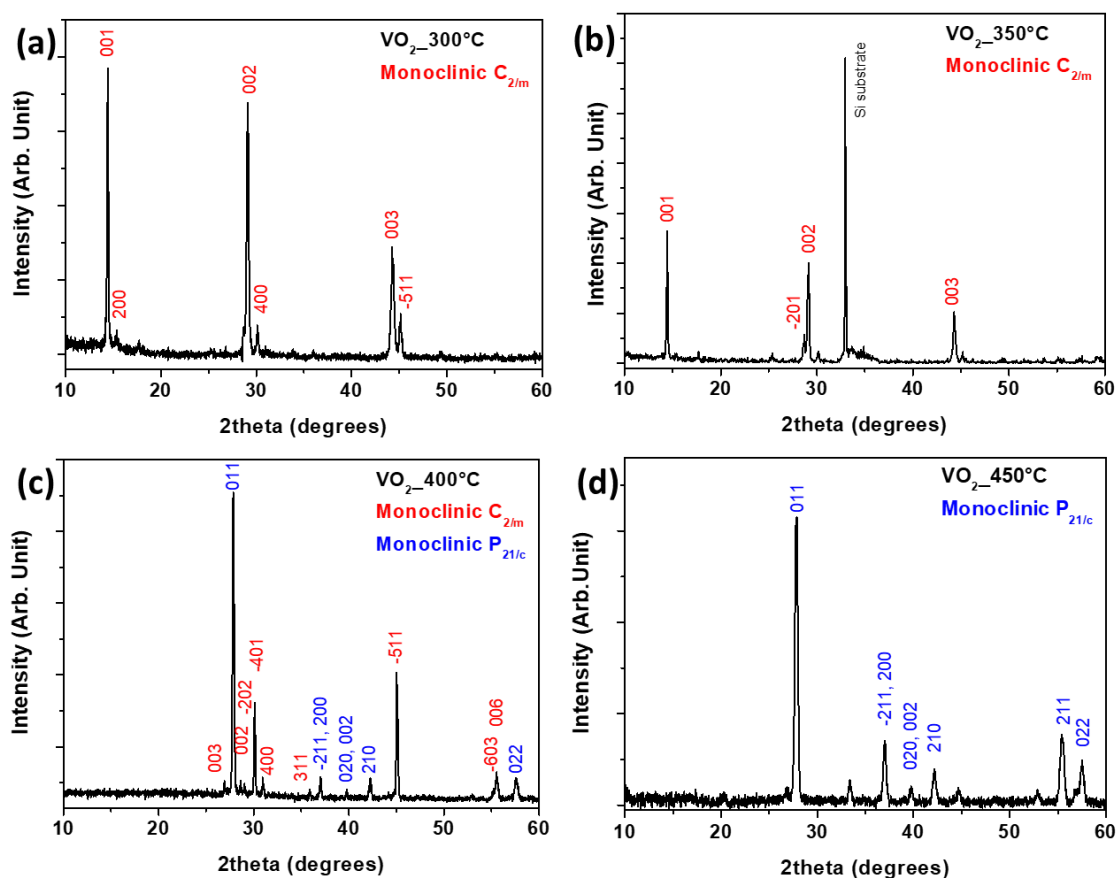 (a)
VO₂_300°C
Monoclinic C₂/m
001
200
002
400
003
-511
Intensity (Arb. Unit)
10 20 30 40 50 60
2theta (degrees)
(b)
VO₂_350°C
Monoclinic C₂/m
Si substrate
001
-201
002
003
Intensity (Arb. Unit)
10 20 30 40 50 60
2theta (degrees)
(c)
VO₂_400°C
Monoclinic C₂/m
Monoclinic P₂₁/c
011
003
002
-202
-401
400
311
-211, 200
020, 002
210
-511
-603
006
022
Intensity (Arb. Unit)
10 20 30 40 50 60
2theta (degrees)
(d)
VO₂_450°C
Monoclinic P₂₁/c
011
-211, 200
020, 002
210
211
022
Intensity (Arb.Unit)
10 20 30 40 50 60
2theta (degrees)